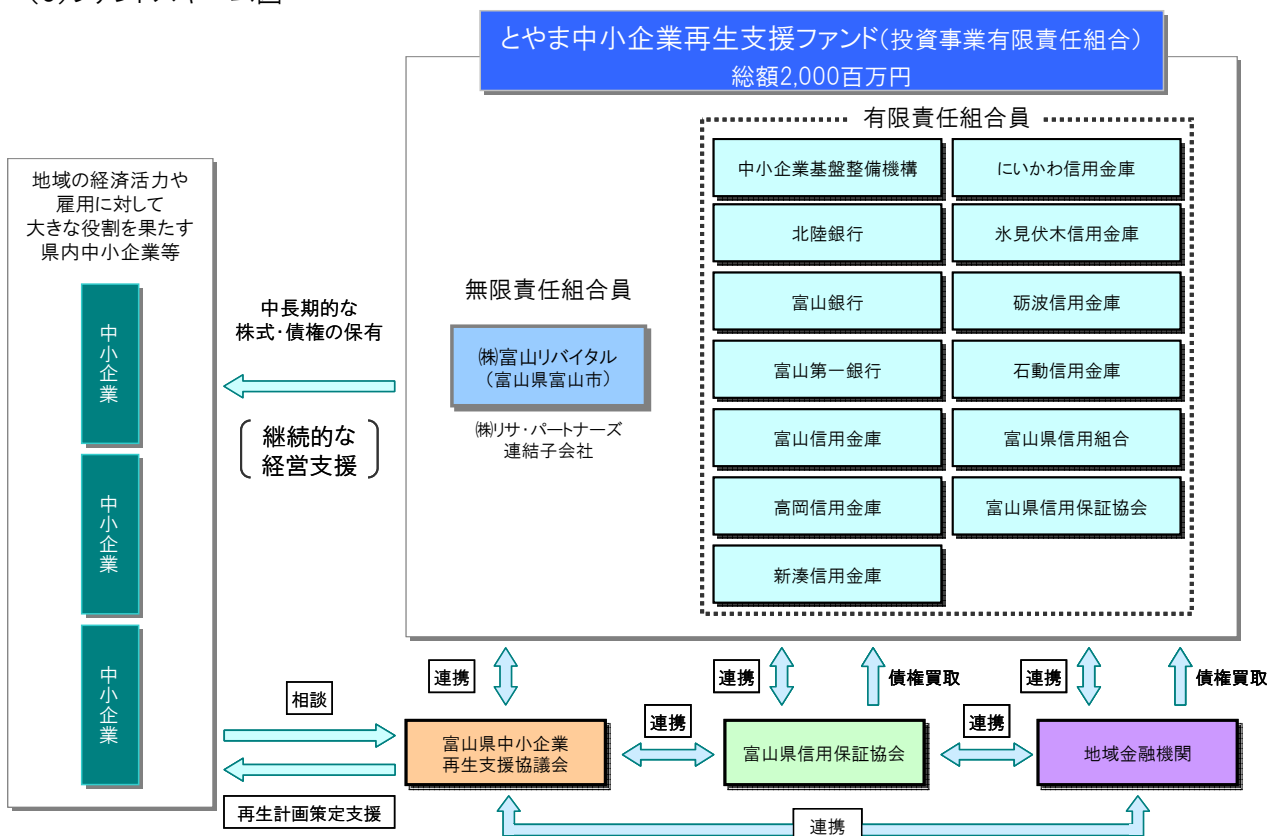 とやま中小企業再生支援ファンド(投資事業有限責任組合)
総額2,000百万円
有限責任組合員
中小企業基盤整備機構
にいかわ信用金庫
北陸銀行
氷見伏木信用金庫
富山銀行
砺波信用金庫
富山第一銀行
石動信用金庫
富山信用金庫
富山県信用組合
高岡信用金庫
富山県信用保証協会
新湊信用金庫
無限責任組合員
㈱富山リバイタル
(富山県富山市)
㈱リサ・パートナーズ
連結子会社
地域の経済活力や
雇用に対して
大きな役割を果たす
県内中小企業等
中小企業
中小企業
中小企業
中長期的な
株式・債権の保有
継続的な
経営支援
連携
連携
債権買取
連携
債権買取
相談
富山県中小企業
再生支援協議会
連携
富山県信用保証協会
連携
地域金融機関
再生計画策定支援
連携